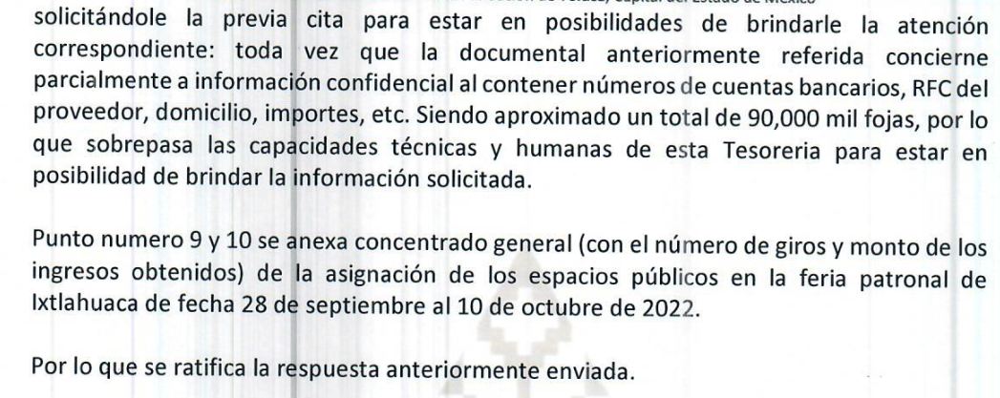 solicitándole la previa cita para estar en posibilidades de brindarle la atención
correspondiente: toda vez que la documental anteriormente referida concierne
parcialmente a información confidencial al contener números de cuentas bancarios, RFC del
proveedor, domicilio, importes, etc. Siendo aproximado un total de 90,000 mil fojas, por lo
que sobrepasa las capacidades técnicas y humanas de esta Tesoreria para estar en
posibilidad de brindar la información solicitada.
Punto numero 9 y 10 se anexa concentrado general (con el número de giros y monto de los
ingresos obtenidos) de la asignación de los espacios públicos en la feria patronal de
Ixtlahuaca de fecha 28 de septiembre al 10 de octubre de 2022.
Por lo que se ratifica la respuesta anteriormente enviada.